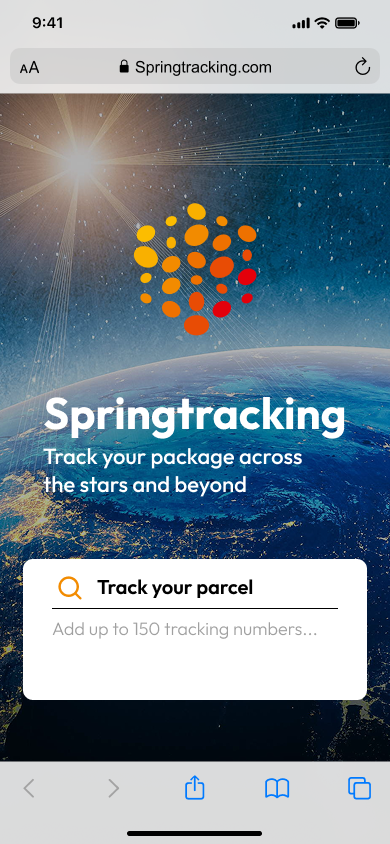 9:41
AA
Springtracking.com
Springtracking
Track your package across
the stars and beyond
Track your parcel
Add up to 150 tracking numbers...